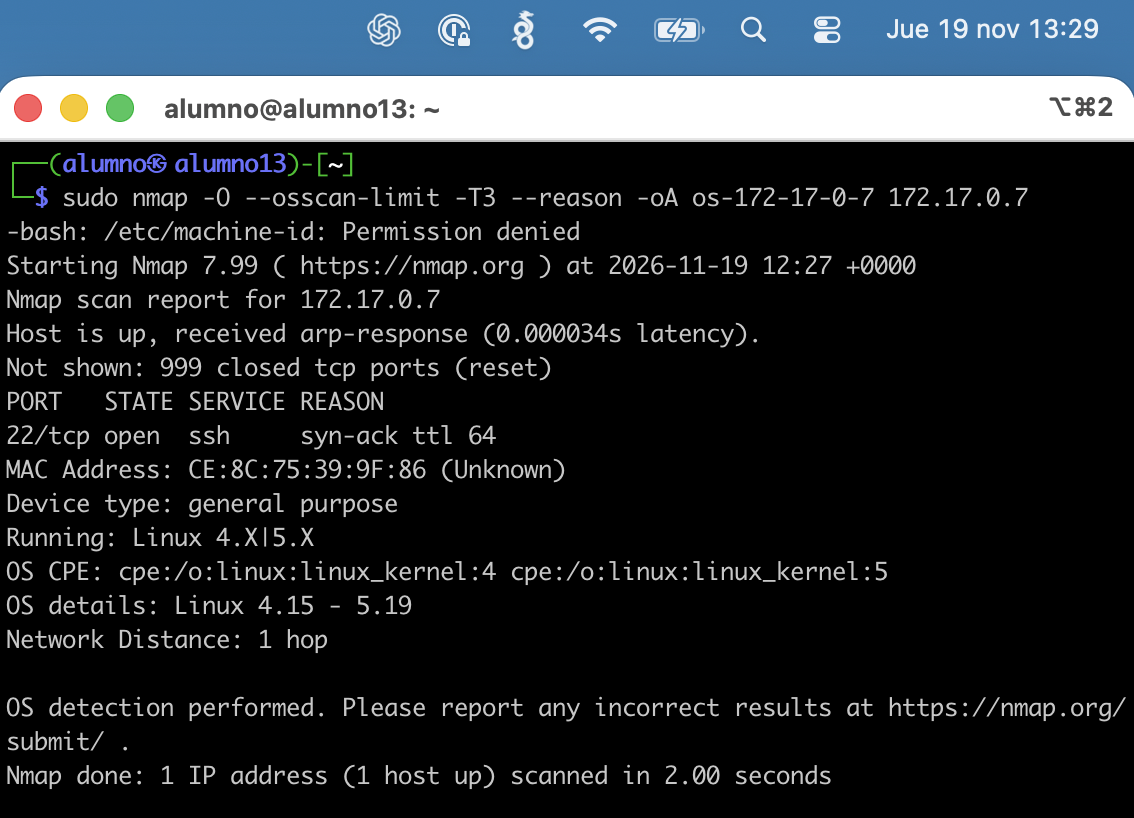 Jue 19 nov 13:29
alumno@alumno13: ~ ⌥⌘2
┌──(alumno㉿ alumno13)-[~]
└─$ sudo nmap -O --osscan-limit -T3 --reason -oA os-172-17-0-7 172.17.0.7
-bash: /etc/machine-id: Permission denied
Starting Nmap 7.99 ( https://nmap.org ) at 2026-11-19 12:27 +0000
Nmap scan report for 172.17.0.7
Host is up, received arp-response (0.000034s latency).
Not shown: 999 closed tcp ports (reset)
PORT   STATE SERVICE REASON
22/tcp open  ssh     syn-ack ttl 64
MAC Address: CE:8C:75:39:9F:86 (Unknown)
Device type: general purpose
Running: Linux 4.X|5.X
OS CPE: cpe:/o:linux:linux_kernel:4 cpe:/o:linux:linux_kernel:5
OS details: Linux 4.15 - 5.19
Network Distance: 1 hop
OS detection performed. Please report any incorrect results at https://nmap.org/
submit/ .
Nmap done: 1 IP address (1 host up) scanned in 2.00 seconds